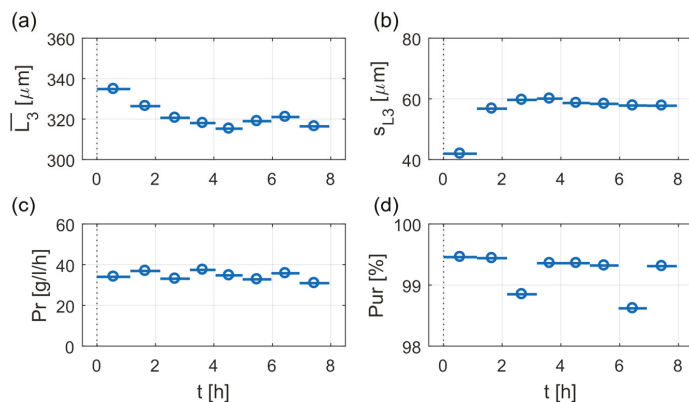 (a)
360
340
320
300
L̅₃ [μm]
0 2 4 6 8
(b)
80
60
40
s_L3 [μm]
0 2 4 6 8
(c)
60
40
20
0
Pr [g/l/h]
0 2 4 6 8
t [h]
(d)
100
99
98
Pur [%]
0 2 4 6 8
t [h]